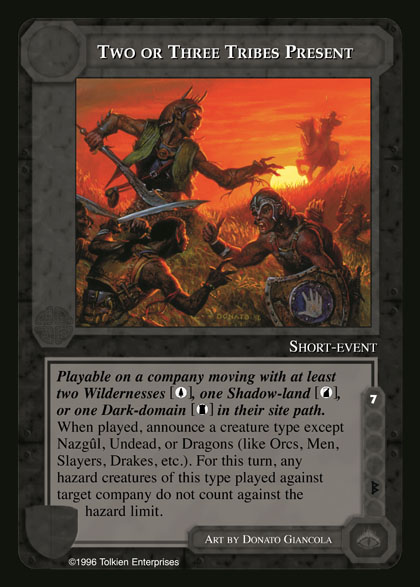 TWO OR THREE TRIBES PRESENT
DONATO
SHORT-EVENT
Playable on a company moving with at least
two Wildernesses [], one Shadow-land [],
or one Dark-domain [] in their site path.
When played, announce a creature type except
Nazgûl, Undead, or Dragons (like Orcs, Men,
Slayers, Drakes, etc.). For this turn, any
hazard creatures of this type played against
target company do not count against the
hazard limit.
7
ART BY DONATO GIANCOLA
©1996 Tolkien Enterprises